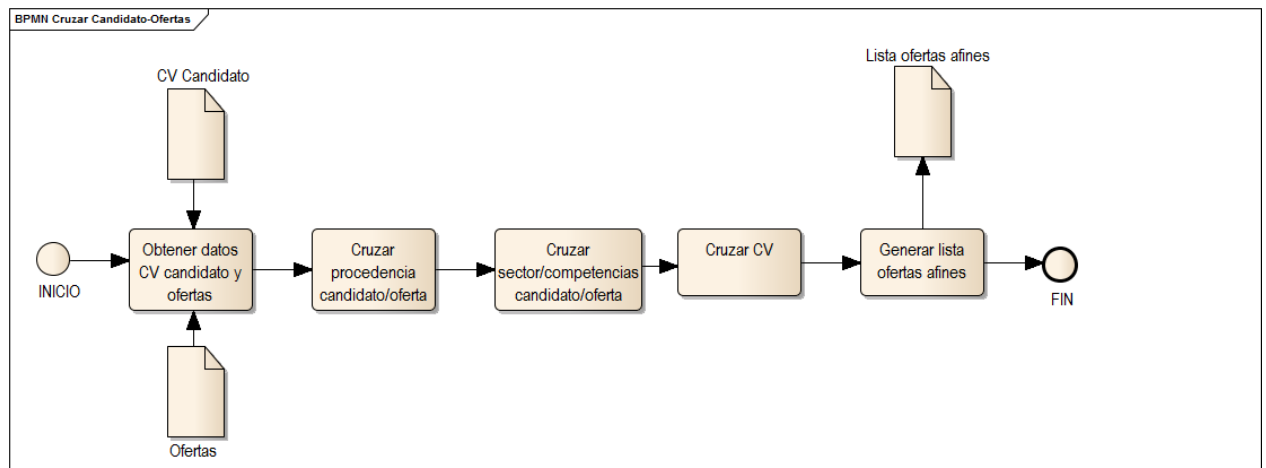 BPMN Cruzar Candidato-Ofertas
CV Candidato
Lista ofertas afines
INICIO
Obtener datos
CV candidato y
ofertas
Cruzar
procedencia
candidato/oferta
Cruzar
sector/competencias
candidato/oferta
Cruzar CV
Generar lista
ofertas afines
FIN
Ofertas